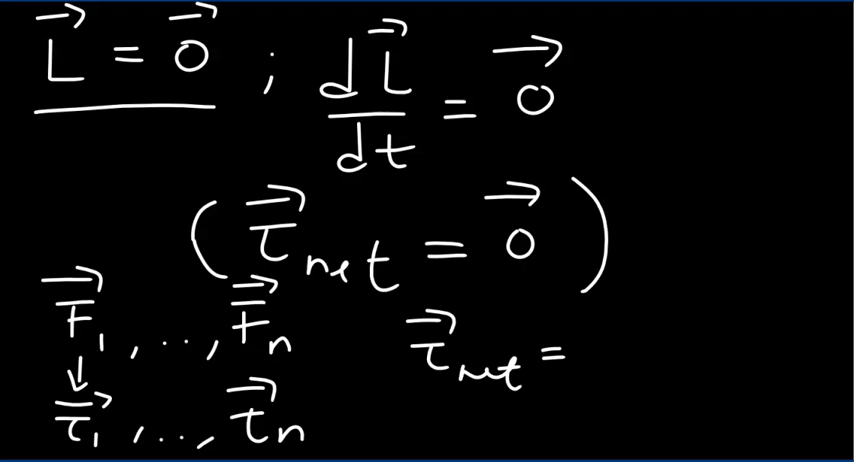 L⃗ = 0⃗ ; dL⃗/dt = 0⃗
( τ⃗ net = 0⃗ )
F⃗₁, .., F⃗ₙ
τ⃗ net =
↓
τ⃗₁, .., τ⃗ₙ